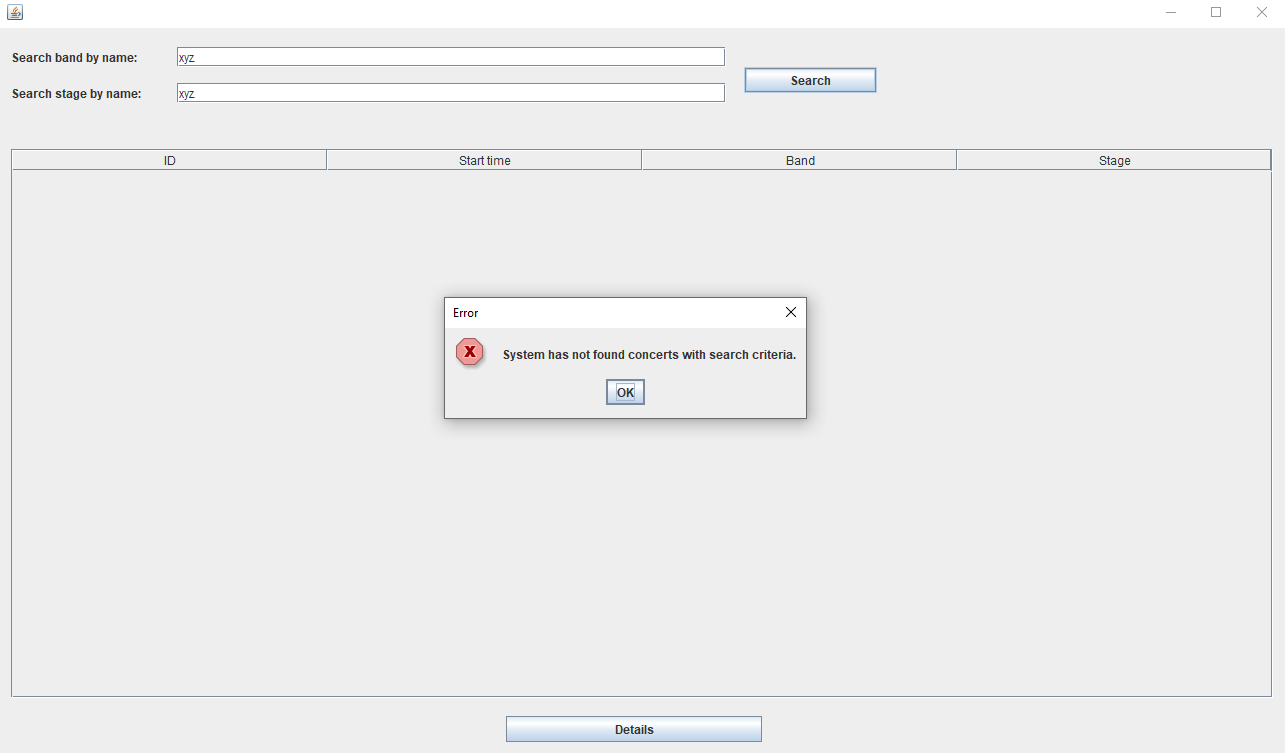 Search band by name:
xyz
Search stage by name:
xyz
Search
ID
Start time
Band
Stage
Error
X
System has not found concerts with search criteria.
OK
Details